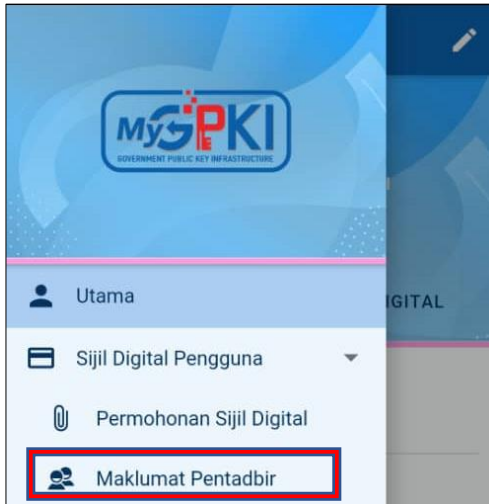 MyGPKI
GOVERNMENT PUBLIC KEY INFRASTRUCTURE
Utama
IGITAL
Sijil Digital Pengguna
Permohonan Sijil Digital
Maklumat Pentadbir